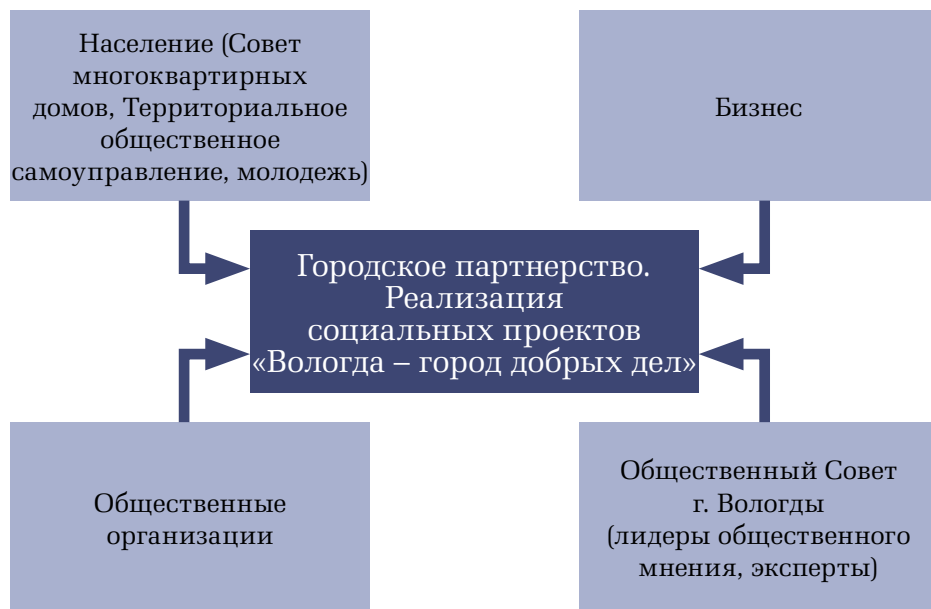 Население (Совет
многоквартирных
домов, Территориальное
общественное
самоуправление, молодежь)
Бизнес
Городское партнерство.
Реализация
социальных проектов
«Вологда – город добрых дел»
Общественные
организации
Общественный Совет
г. Вологды
(лидеры общественного
мнения, эксперты)